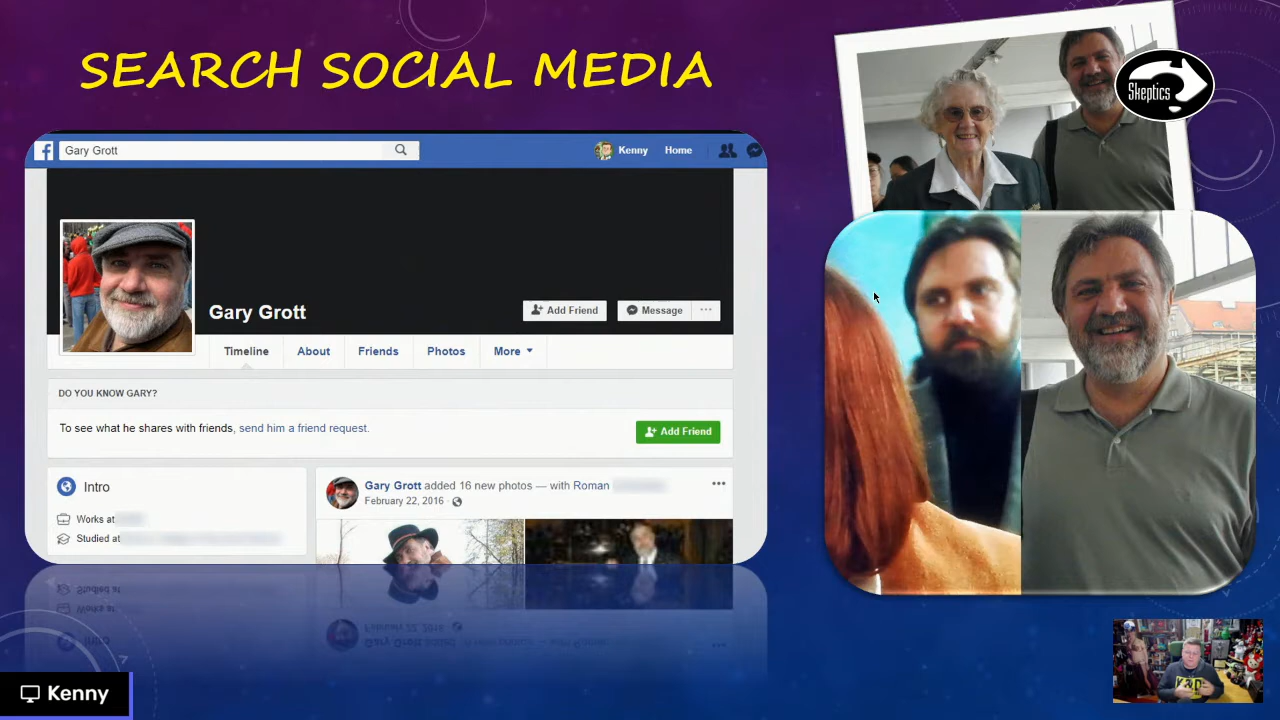 SEARCH SOCIAL MEDIA
Skeptics
Gary Grott
Kenny
Home
Gary Grott
Add Friend
Message
Timeline
About
Friends
Photos
More
DO YOU KNOW GARY?
To see what he shares with friends, send him a friend request.
Add Friend
Intro
Works at
Studied at
Gary Grott added 16 new photos — with Roman
February 22, 2016
Kenny